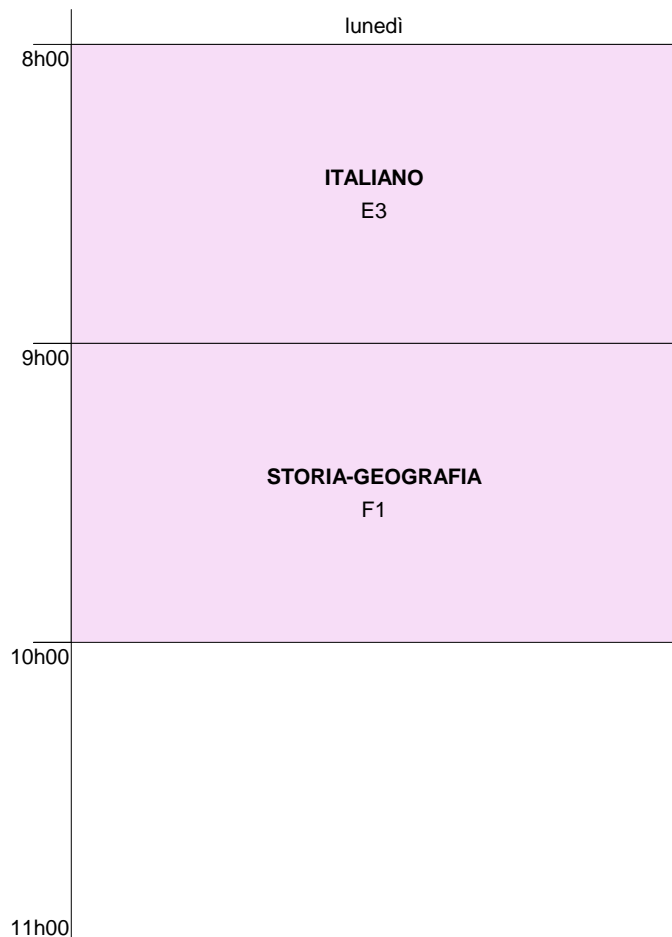 lunedì
8h00
ITALIANO
E3
9h00
STORIA-GEOGRAFIA
F1
10h00
11h00